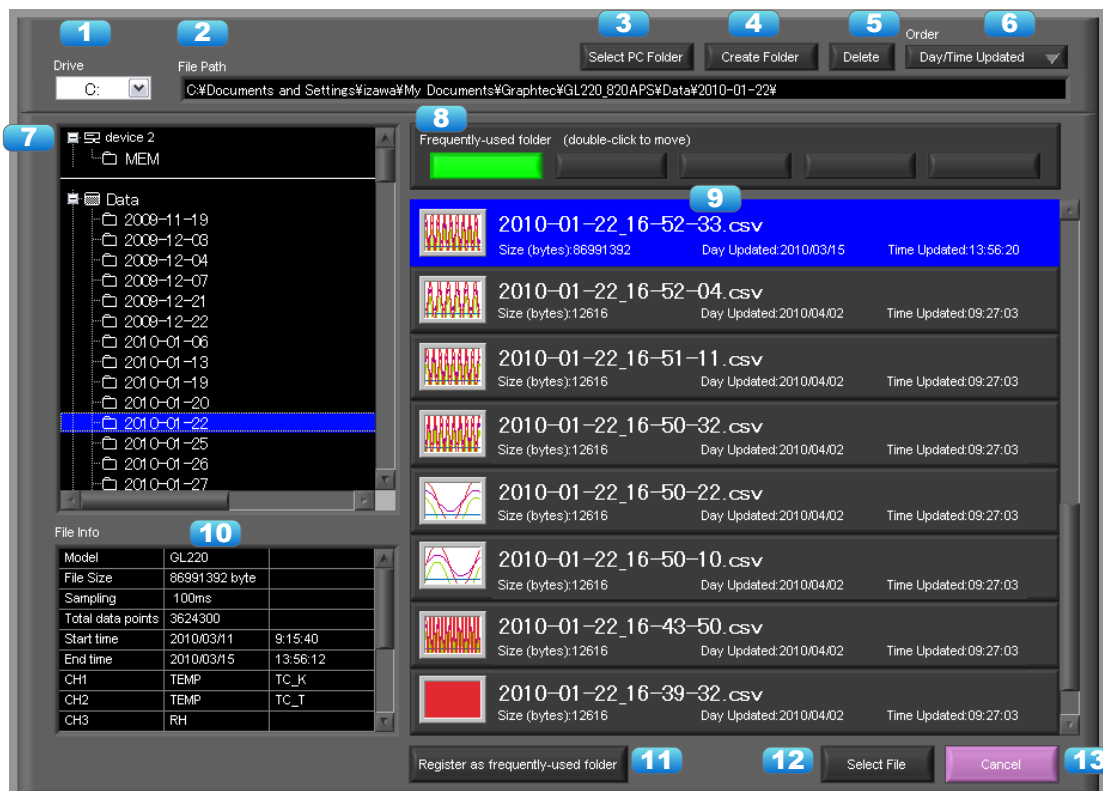 1 2 3 4 5 6
Order
Drive File Path Select PC Folder Create Folder Delete Day/Time Updated
C: C:¥Documents and Settings¥izawa¥My Documents¥Graphtec¥GL220_820APS¥Data¥2010-01-22¥
7
device 2
MEM
Data
2009-11-19
2009-12-03
2009-12-04
2009-12-07
2009-12-21
2009-12-22
2010-01-06
2010-01-13
2010-01-19
2010-01-20
2010-01-22
2010-01-25
2010-01-26
2010-01-27
8
Frequently-used folder (double-click to move)
9
2010-01-22_16-52-33.csv
Size (bytes):86991392 Day Updated:2010/03/15 Time Updated:13:56:20
2010-01-22_16-52-04.csv
Size (bytes):12616 Day Updated:2010/04/02 Time Updated:09:27:03
2010-01-22_16-51-11.csv
Size (bytes):12616 Day Updated:2010/04/02 Time Updated:09:27:03
2010-01-22_16-50-32.csv
Size (bytes):12616 Day Updated:2010/04/02 Time Updated:09:27:03
2010-01-22_16-50-22.csv
Size (bytes):12616 Day Updated:2010/04/02 Time Updated:09:27:03
2010-01-22_16-50-10.csv
Size (bytes):12616 Day Updated:2010/04/02 Time Updated:09:27:03
2010-01-22_16-43-50.csv
Size (bytes):12616 Day Updated:2010/04/02 Time Updated:09:27:03
2010-01-22_16-39-32.csv
Size (bytes):12616 Day Updated:2010/04/02 Time Updated:09:27:03
File Info 10
Model GL220
File Size 86991392 byte
Sampling 100ms
Total data points 3624300
Start time 2010/03/11 9:15:40
End time 2010/03/15 13:56:12
CH1 TEMP TC_K
CH2 TEMP TC_T
CH3 RH
Register as frequently-used folder 11 12 Select File Cancel 13